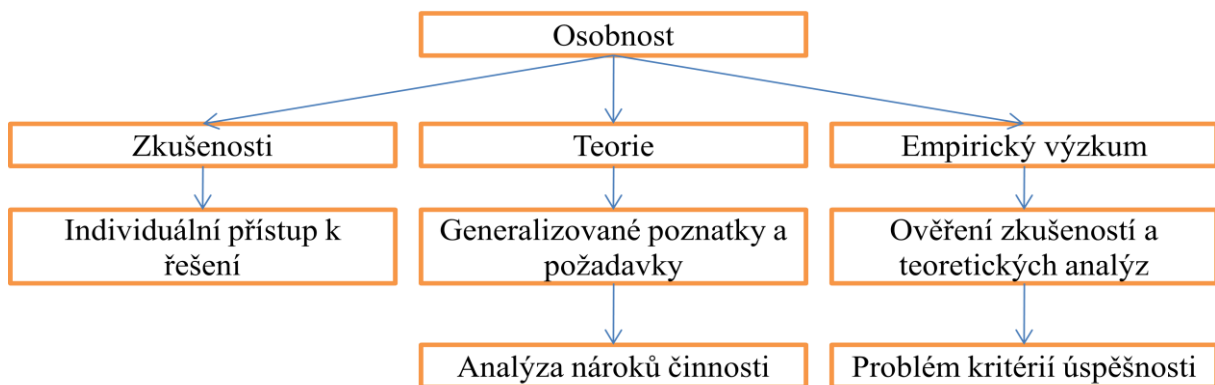 Osobnost
Zkušenosti
Teorie
Empirický výzkum
Individuální přístup k
řešení
Generalizované poznatky a
požadavky
Ověření zkušeností a
teoretických analýz
Analýza nároků činnosti
Problém kritérií úspěšnosti